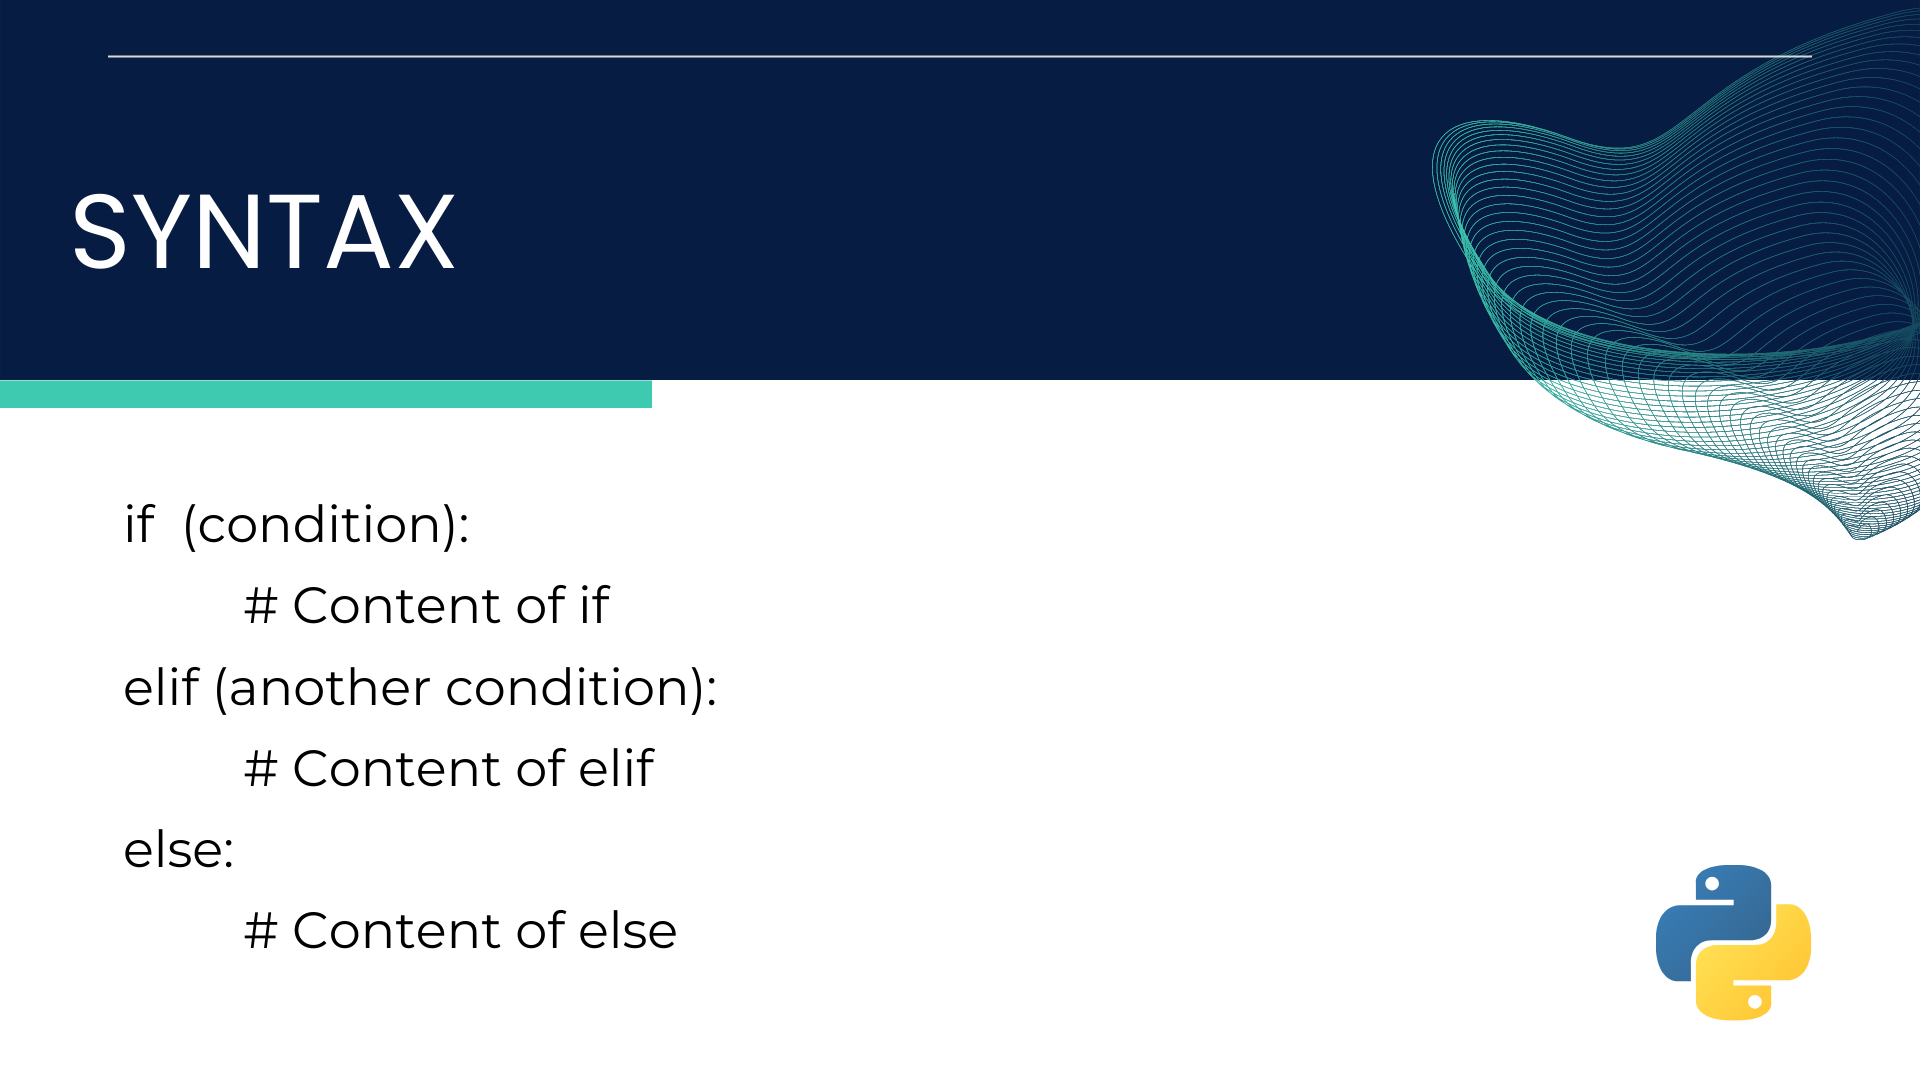 SYNTAX
if  (condition):
# Content of if
elif (another condition):
# Content of elif
else:
# Content of else